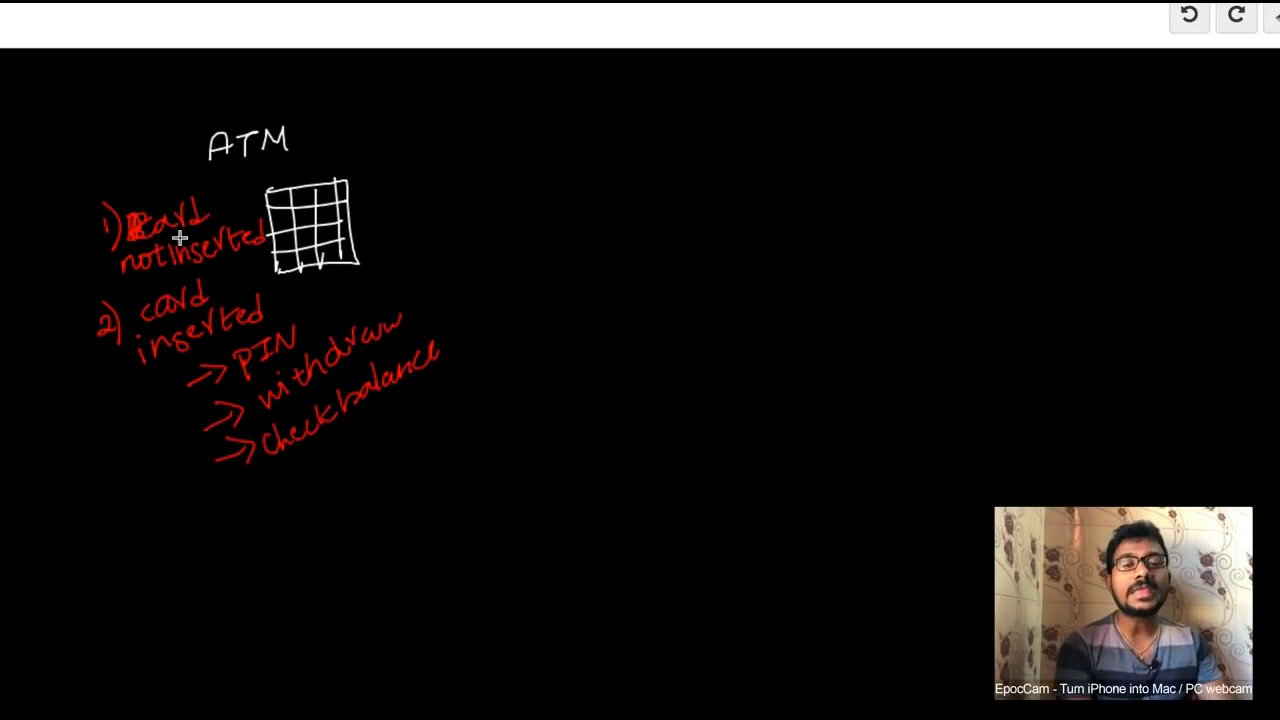 ATM
1) card
not inserted
2) card
inserted
→ PIN
→ withdraw
→ check balance
EpocCam - Turn iPhone into Mac / PC webcam